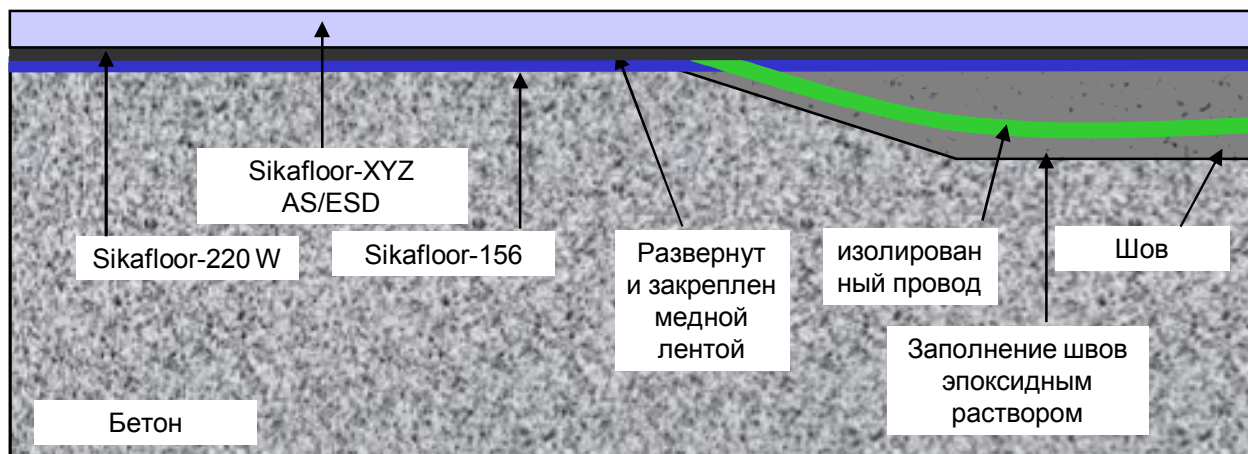 Sikafloor-XYZ
AS/ESD
Sikafloor-220 W
Sikafloor-156
Развернут
и закреплен
медной
лентой
изолирован
ный провод
Шов
Заполнение швов
эпоксидным
раствором
Бетон